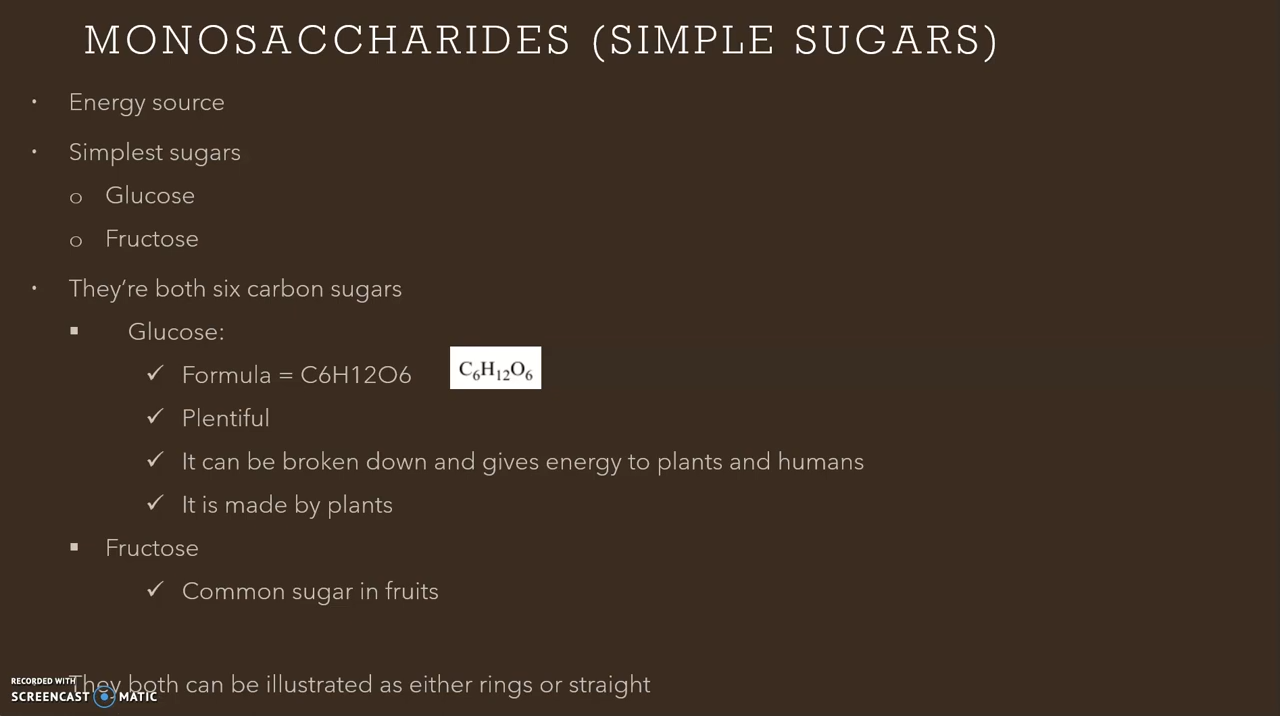 MONOSACCHARIDES (SIMPLE SUGARS)
• Energy source
• Simplest sugars
o Glucose
o Fructose
• They’re both six carbon sugars
▪ Glucose:
✓ Formula = C6H12O6
C₆H₁₂O₆
✓ Plentiful
✓ It can be broken down and gives energy to plants and humans
✓ It is made by plants
▪ Fructose
✓ Common sugar in fruits
They both can be illustrated as either rings or straight
RECORDED WITH
SCREENCAST MATIC